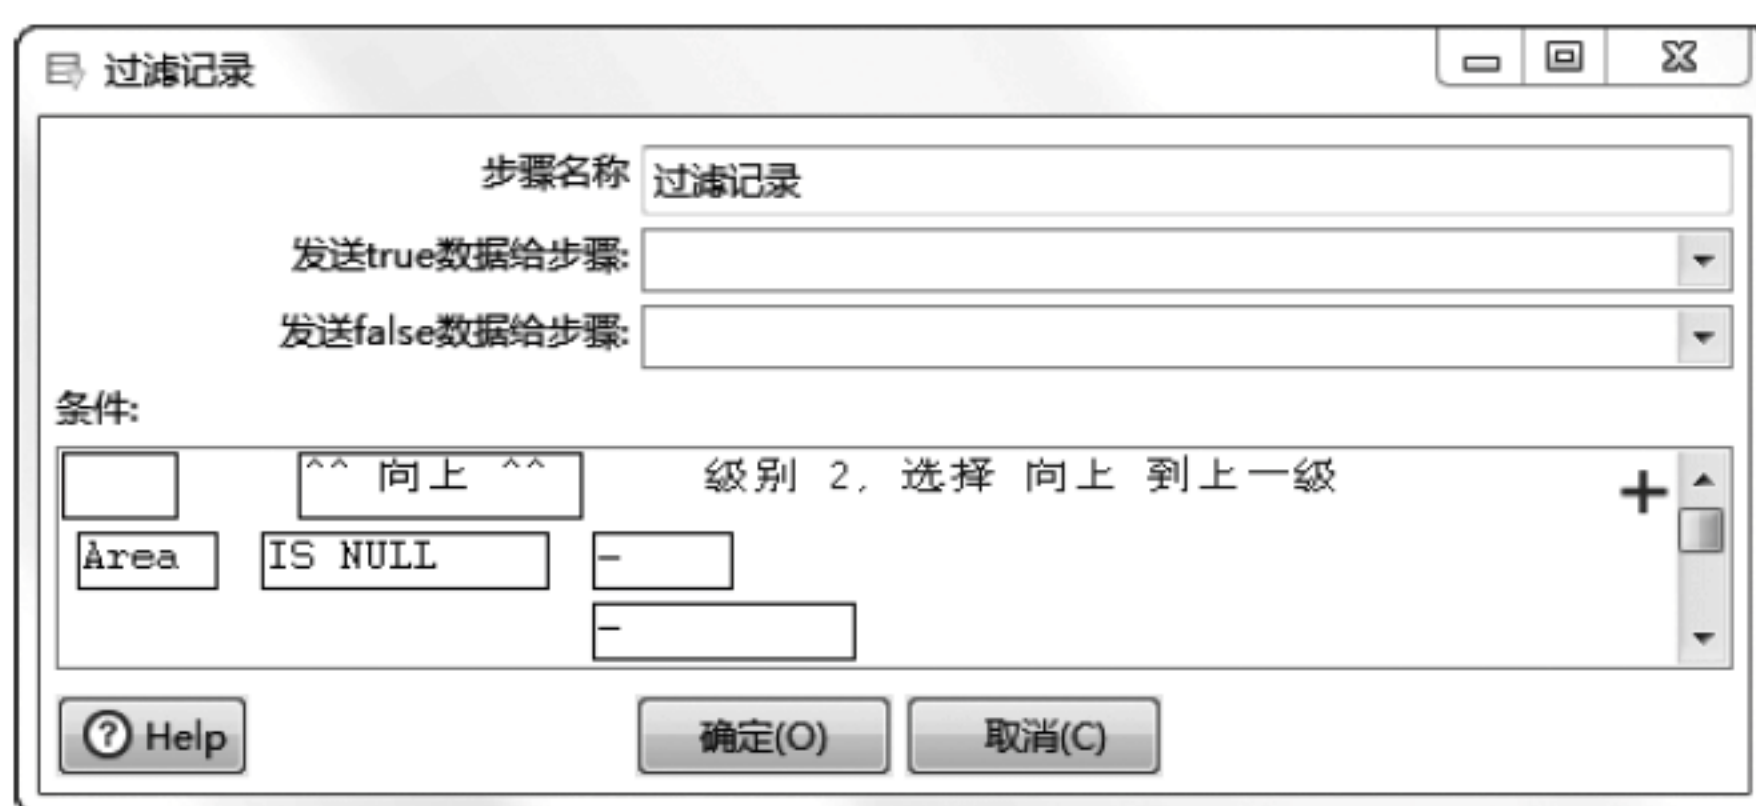 过滤记录
步骤名称 过滤记录
发送true数据给步骤:
发送false数据给步骤:
条件:
^^ 向上 ^^ 级别 2, 选择 向上 到上一级 +
Area IS NULL -
-
? Help 确定(O) 取消(C)